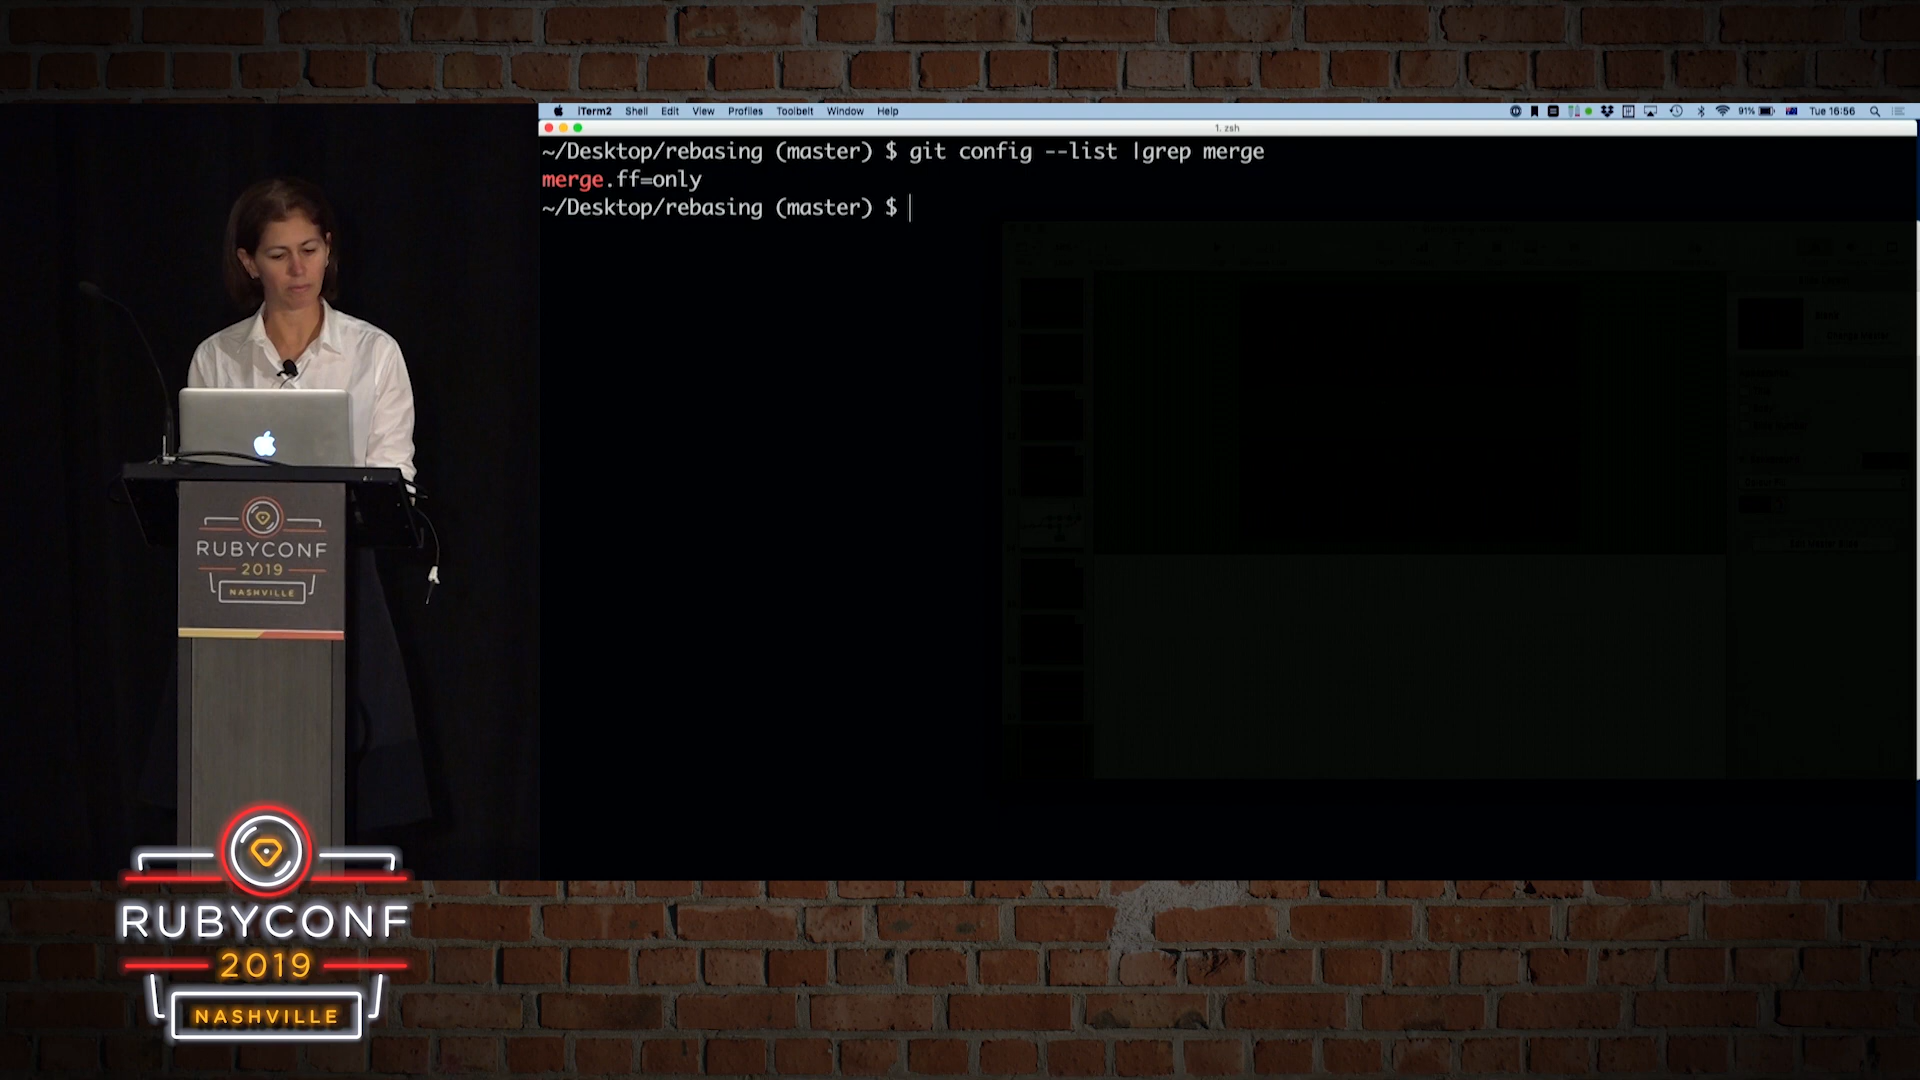 iTerm2 Shell Edit View Profiles Toolbelt Window Help 91% Tue 16:56
1. zsh
~/Desktop/rebasing (master) $ git config --list |grep merge
merge.ff=only
~/Desktop/rebasing (master) $
RUBYCONF
2019
NASHVILLE
RUBYCONF
2019
NASHVILLE